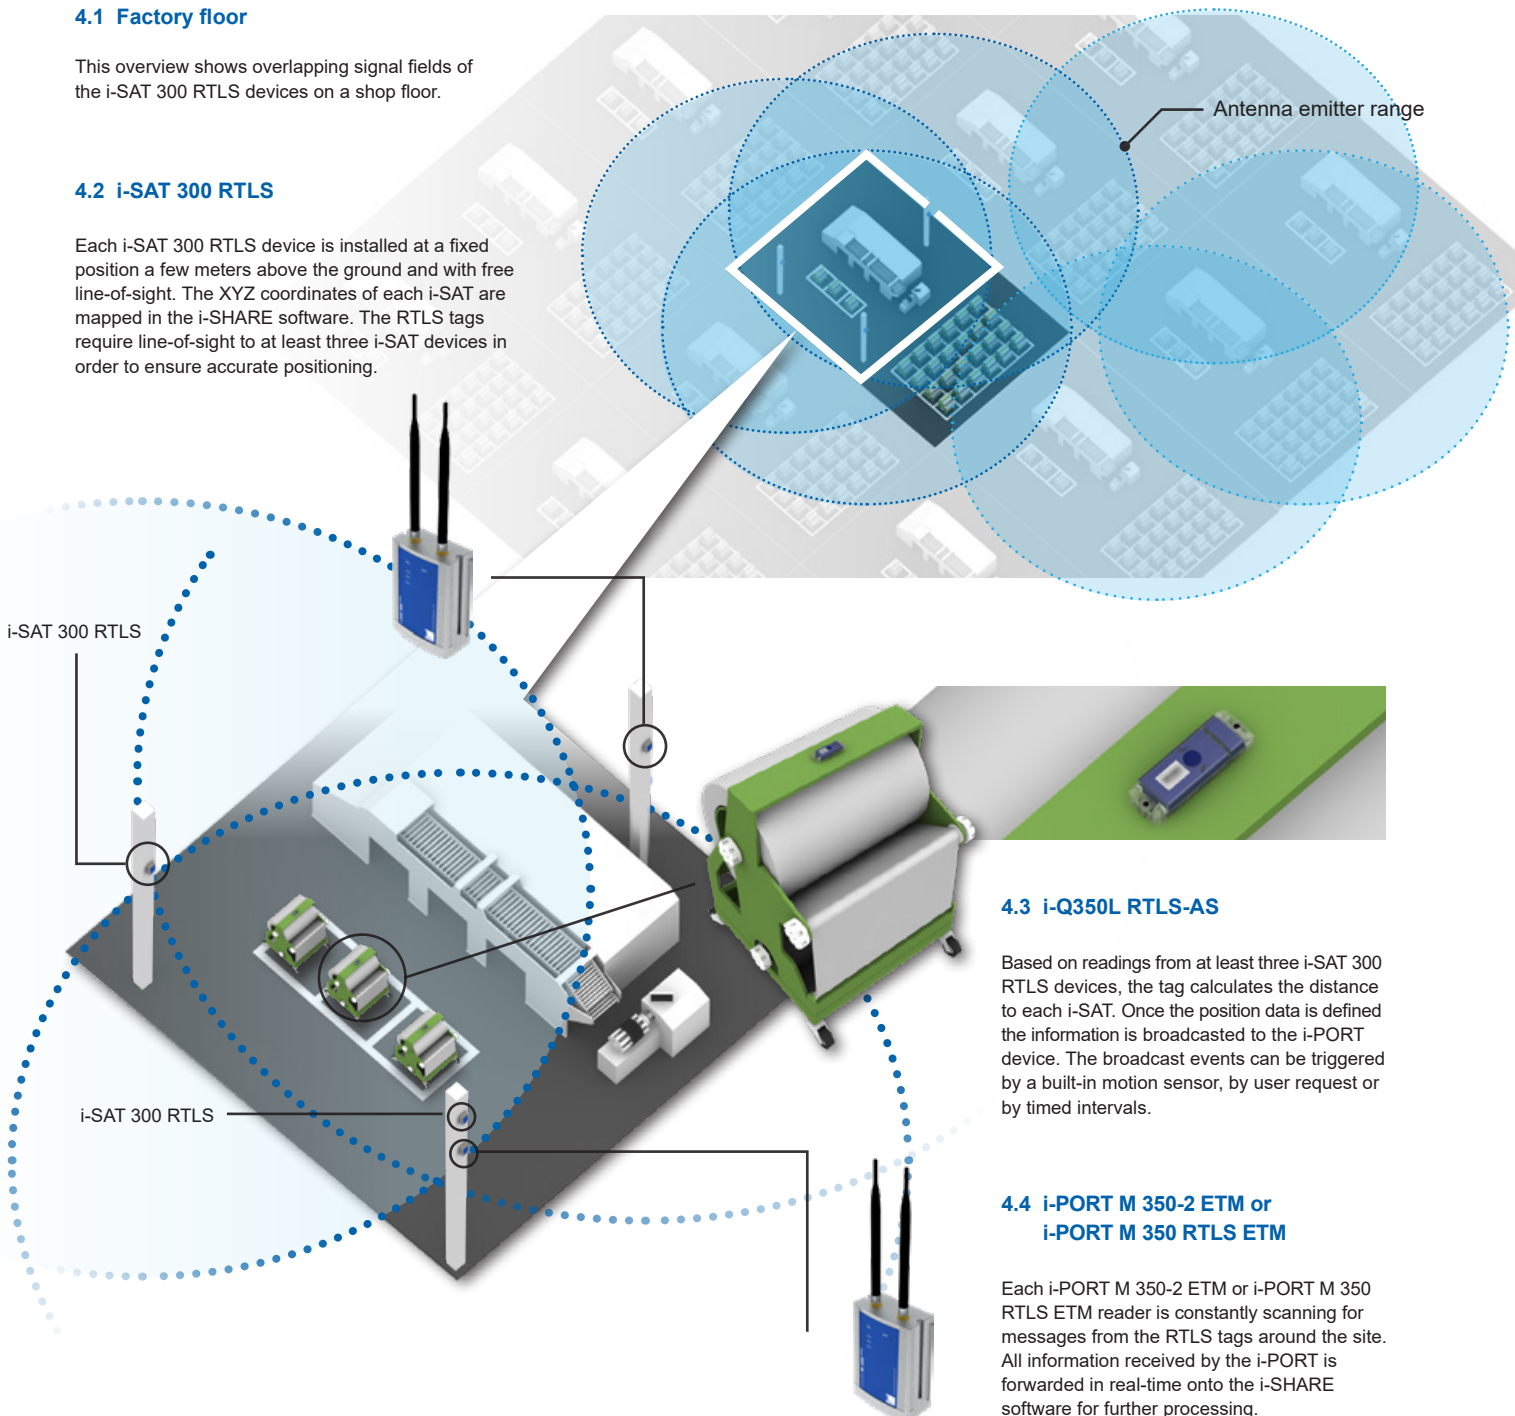 4.1 Factory floor
This overview shows overlapping signal fields of
the i-SAT 300 RTLS devices on a shop floor.
Antenna emitter range
4.2 i-SAT 300 RTLS
Each i-SAT 300 RTLS device is installed at a fixed
position a few meters above the ground and with free
line-of-sight. The XYZ coordinates of each i-SAT are
mapped in the i-SHARE software. The RTLS tags
require line-of-sight to at least three i-SAT devices in
order to ensure accurate positioning.
i-SAT 300 RTLS
i-SAT 300 RTLS
4.3 i-Q350L RTLS-AS
Based on readings from at least three i-SAT 300
RTLS devices, the tag calculates the distance
to each i-SAT. Once the position data is defined
the information is broadcasted to the i-PORT
device. The broadcast events can be triggered
by a built-in motion sensor, by user request or
by timed intervals.
4.4 i-PORT M 350-2 ETM or
i-PORT M 350 RTLS ETM
Each i-PORT M 350-2 ETM or i-PORT M 350
RTLS ETM reader is constantly scanning for
messages from the RTLS tags around the site.
All information received by the i-PORT is
forwarded in real-time onto the i-SHARE
software for further processing.